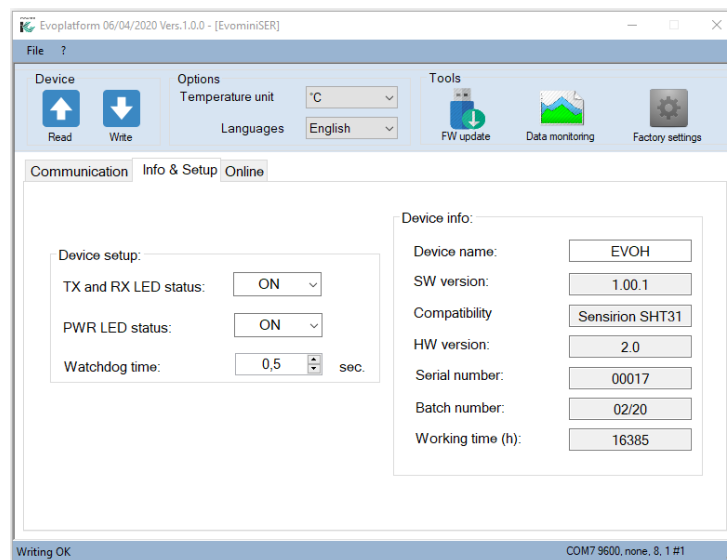 Evoplatform 06/04/2020 Vers.1.0.0 - [EvominiSER]
File ?
Device
Read
Write
Options
Temperature unit °C
Languages English
Tools
FW update
Data monitoring
Factory settings
Communication Info & Setup Online
Device setup:
TX and RX LED status: ON
PWR LED status: ON
Watchdog time: 0,5 sec.
Device info:
Device name: EVOH
SW version: 1.00.1
Compatibility Sensirion SHT31
HW version: 2.0
Serial number: 00017
Batch number: 02/20
Working time (h): 16385
Writing OK
COM7 9600, none, 8, 1 #1